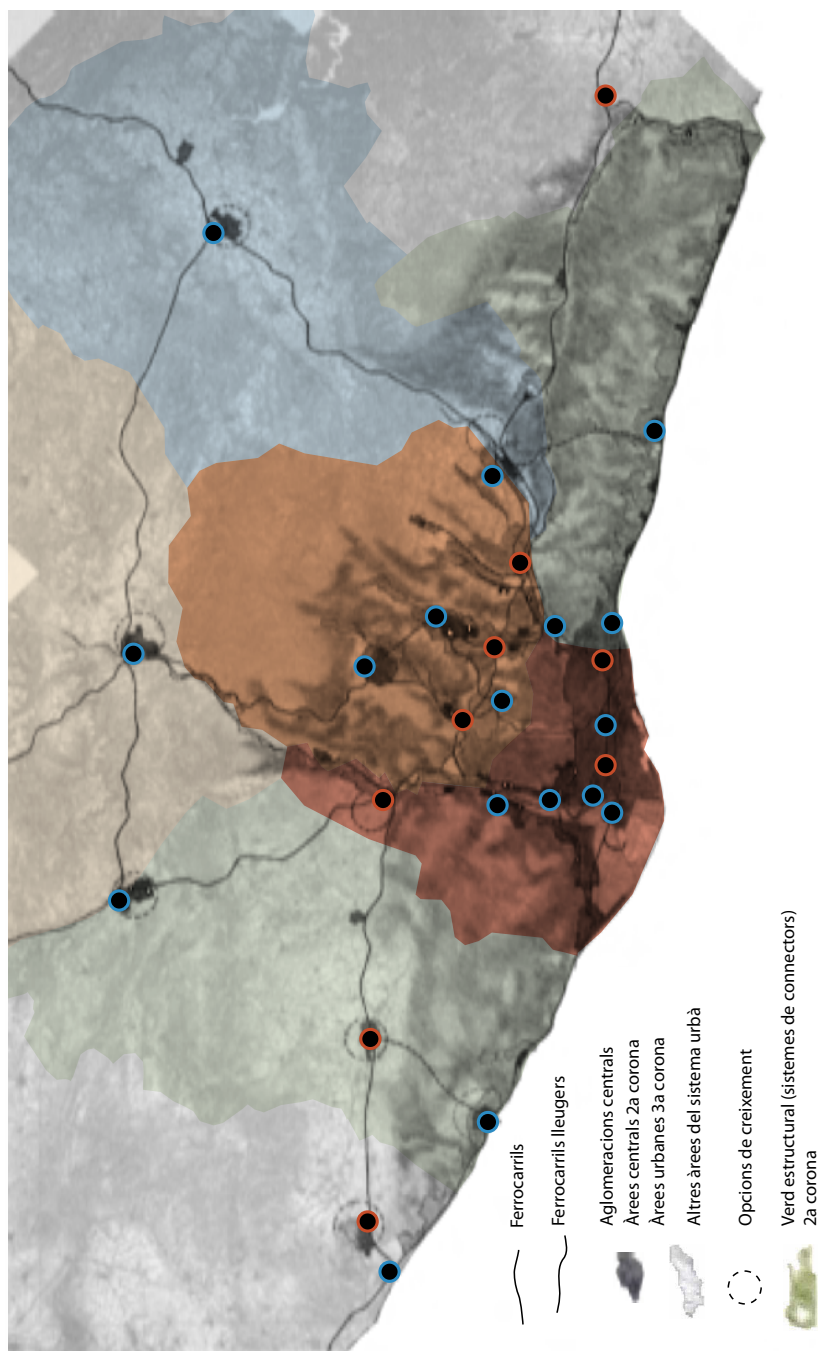 Ferrocarrils
Ferrocarrils lleugers
Aglomeracions centrals
Àrees centrals 2a corona
Àrees urbanes 3a corona
Altres àrees del sistema urbà
Opcions de creixement
Verd estructural (sistemes de connectors)
2a corona